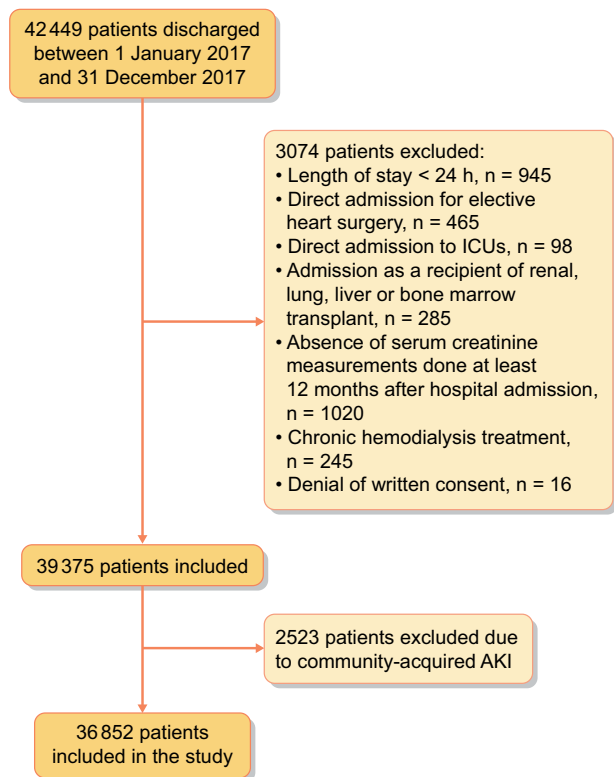 42 449 patients discharged
between 1 January 2017
and 31 December 2017
3074 patients excluded:
• Length of stay < 24 h, n = 945
• Direct admission for elective
heart surgery, n = 465
• Direct admission to ICUs, n = 98
• Admission as a recipient of renal,
lung, liver or bone marrow
transplant, n = 285
• Absence of serum creatinine
measurements done at least
12 months after hospital admission,
n = 1020
• Chronic hemodialysis treatment,
n = 245
• Denial of written consent, n = 16
39 375 patients included
2523 patients excluded due
to community-acquired AKI
36 852 patients
included in the study